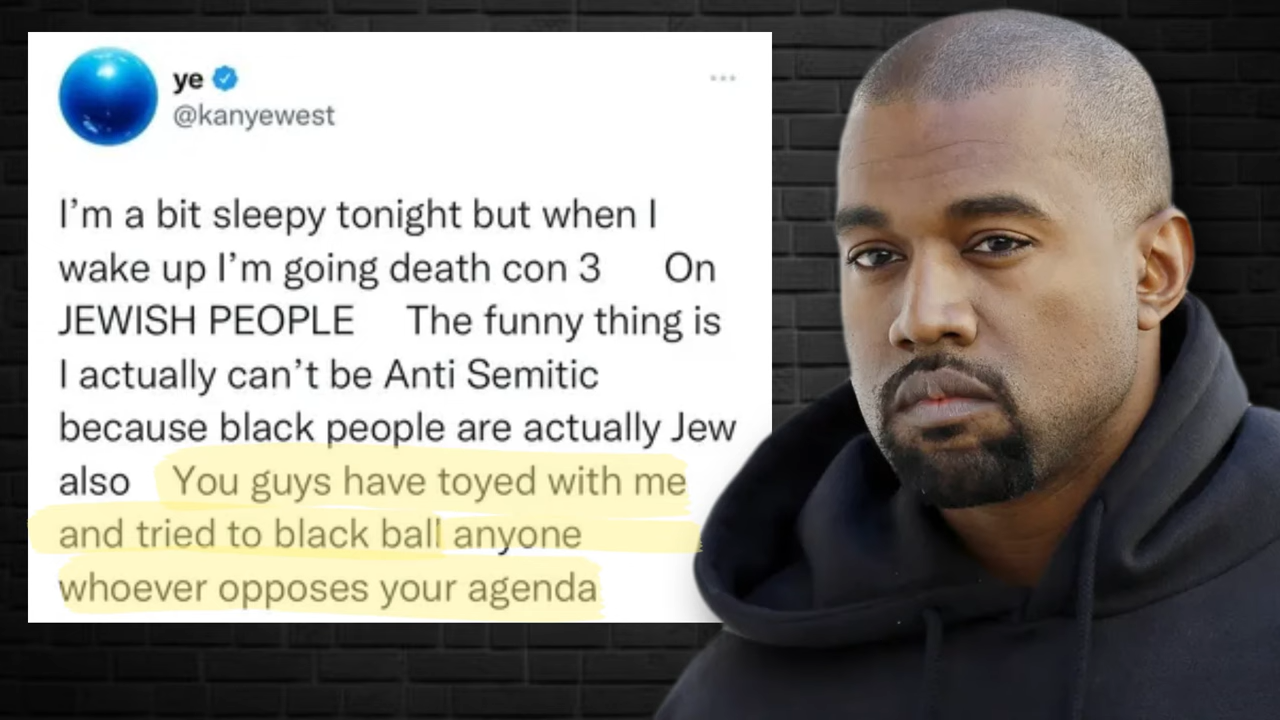 ye
@kanyewest
I’m a bit sleepy tonight but when I
wake up I’m going death con 3 On
JEWISH PEOPLE The funny thing is
I actually can’t be Anti Semitic
because black people are actually Jew
also You guys have toyed with me
and tried to black ball anyone
whoever opposes your agenda